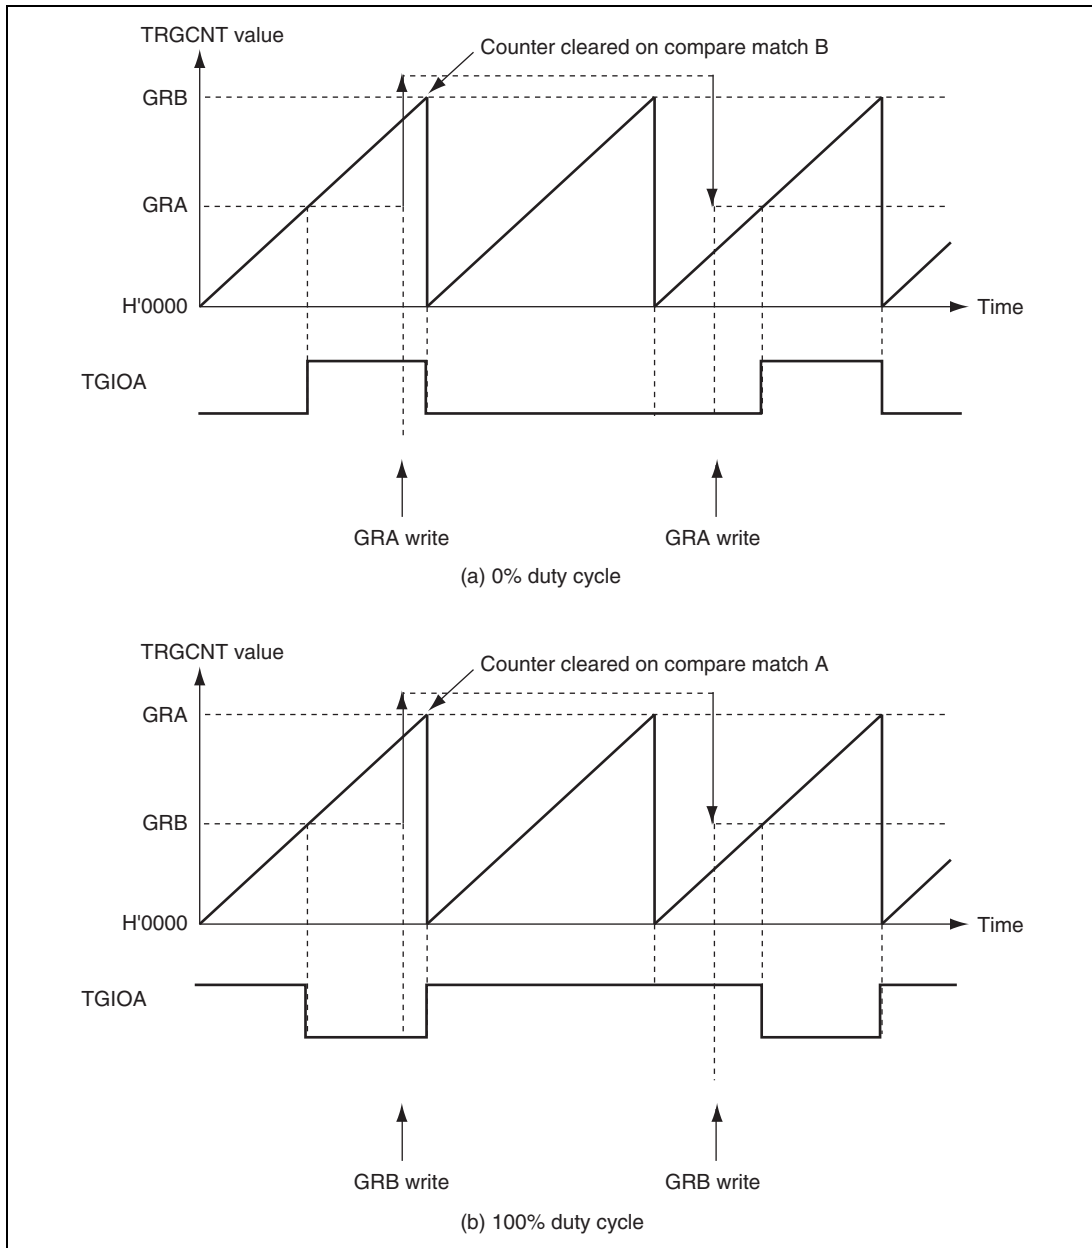 TRGCNT value
Counter cleared on compare match B
GRB
GRA
H'0000
Time
TGIOA
GRA write
GRA write
(a) 0% duty cycle
TRGCNT value
Counter cleared on compare match A
GRA
GRB
H'0000
Time
TGIOA
GRB write
GRB write
(b) 100% duty cycle